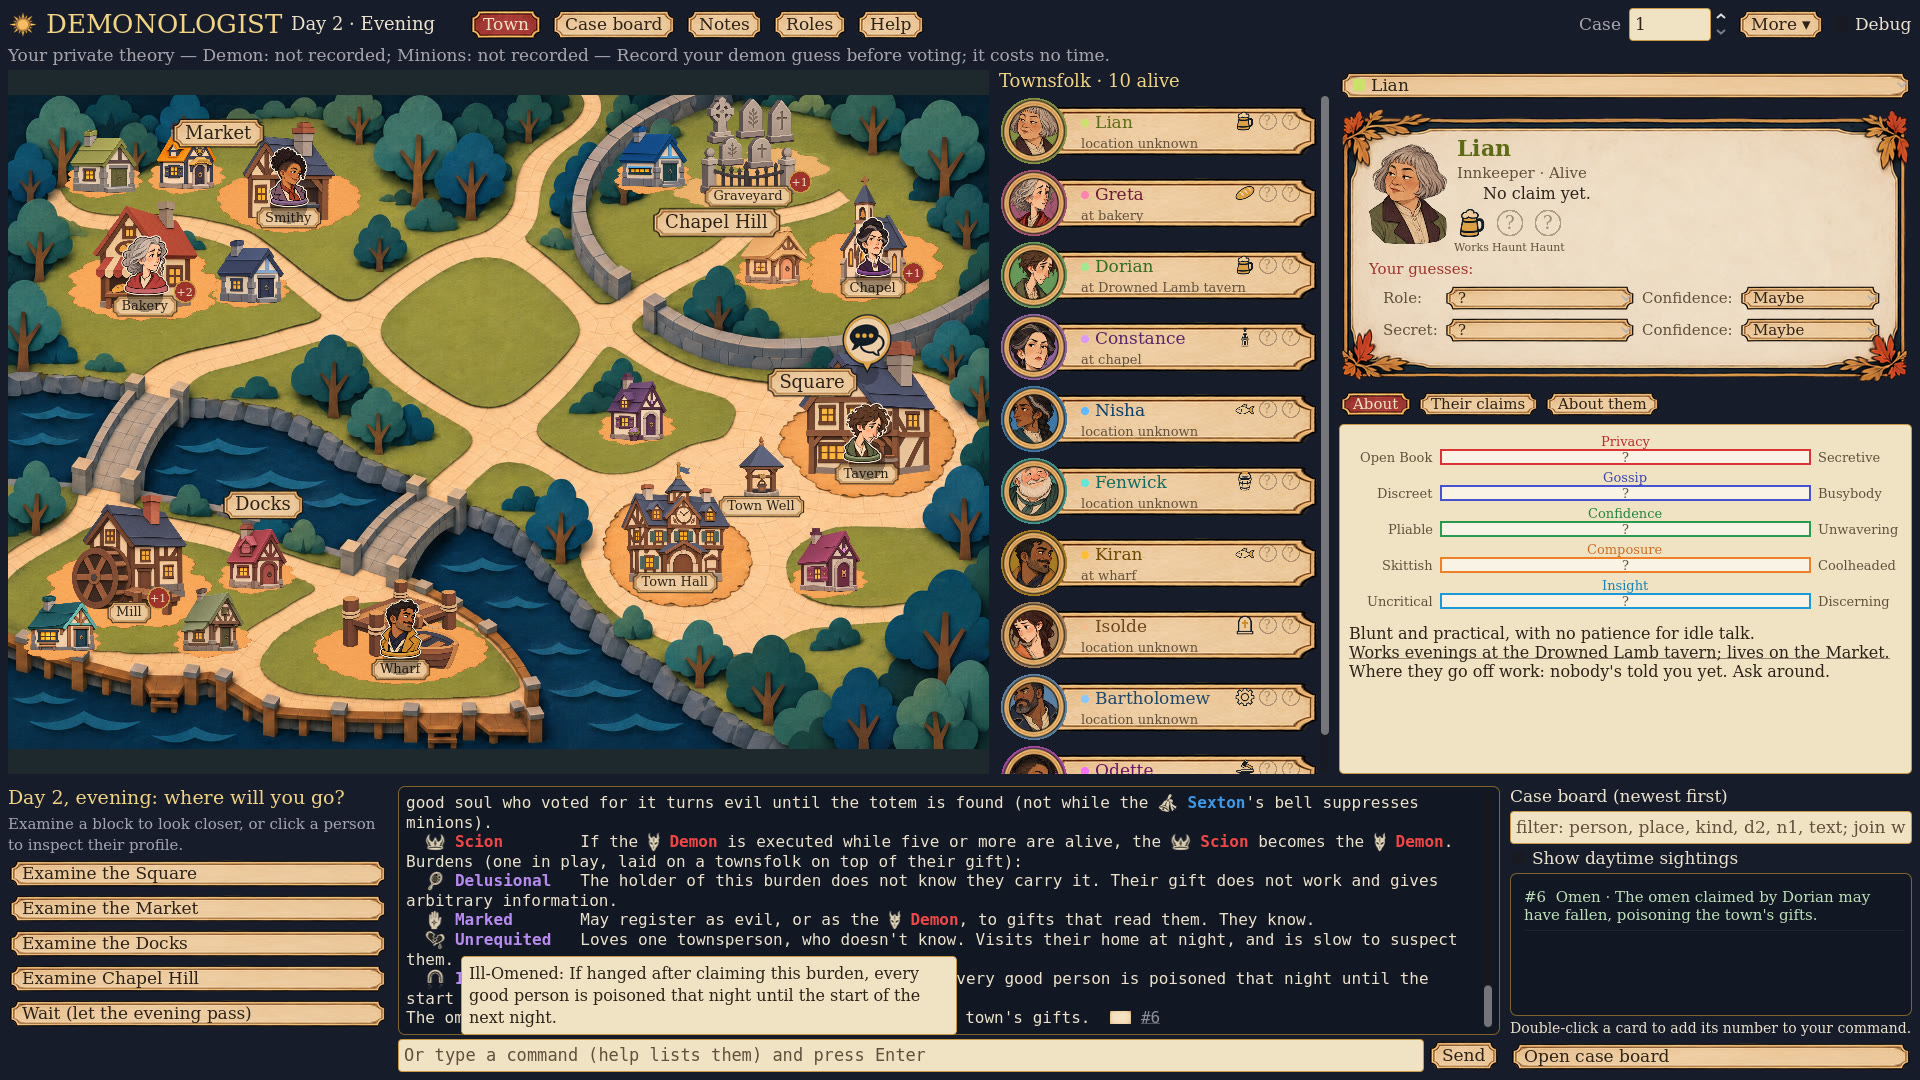 DEMONOLOGIST Day 2 · Evening Town Case board Notes Roles Help Case 1 More ▾ Debug
Your private theory — Demon: not recorded; Minions: not recorded — Record your demon guess before voting; it costs no time.
Market
Smithy
Bakery
+2
Graveyard
+1
Chapel Hill
Chapel
+1
Square
Tavern
Town Well
Town Hall
Docks
Mill
+1
Wharf
Townsfolk · 10 alive
Lian
location unknown
Greta
at bakery
Dorian
at Drowned Lamb tavern
Constance
at chapel
Nisha
location unknown
Fenwick
location unknown
Kiran
at wharf
Isolde
location unknown
Bartholomew
location unknown
Odette
Lian
Lian
Innkeeper · Alive
No claim yet.
? ?
Works Haunt Haunt
Your guesses:
Role: ? Confidence: Maybe
Secret: ? Confidence: Maybe
About Their claims About them
Privacy
Open Book ? Secretive
Gossip
Discreet ? Busybody
Confidence
Pliable ? Unwavering
Composure
Skittish ? Coolheaded
Insight
Uncritical ? Discerning
Blunt and practical, with no patience for idle talk.
Works evenings at the Drowned Lamb tavern; lives on the Market.
Where they go off work: nobody's told you yet. Ask around.
Day 2, evening: where will you go?
Examine a block to look closer, or click a person
to inspect their profile.
Examine the Square
Examine the Market
Examine the Docks
Examine Chapel Hill
Wait (let the evening pass)
good soul who voted for it turns evil until the totem is found (not while the Sexton's bell suppresses
minions).
Scion If the Demon is executed while five or more are alive, the Scion becomes the Demon.
Burdens (one in play, laid on a townsfolk on top of their gift):
Delusional The holder of this burden does not know they carry it. Their gift does not work and gives
arbitrary information.
Marked May register as evil, or as the Demon, to gifts that read them. They know.
Unrequited Loves one townsperson, who doesn't know. Visits their home at night, and is slow to suspect
them.
very good person is poisoned that night until the
start
The om town's gifts. #6
Ill-Omened: If hanged after claiming this burden, every
good person is poisoned that night until the start of the
next night.
Or type a command (help lists them) and press Enter
Send
Case board (newest first)
filter: person, place, kind, d2, n1, text; join w
Show daytime sightings
#6 Omen · The omen claimed by Dorian may
have fallen, poisoning the town's gifts.
Double-click a card to add its number to your command.
Open case board